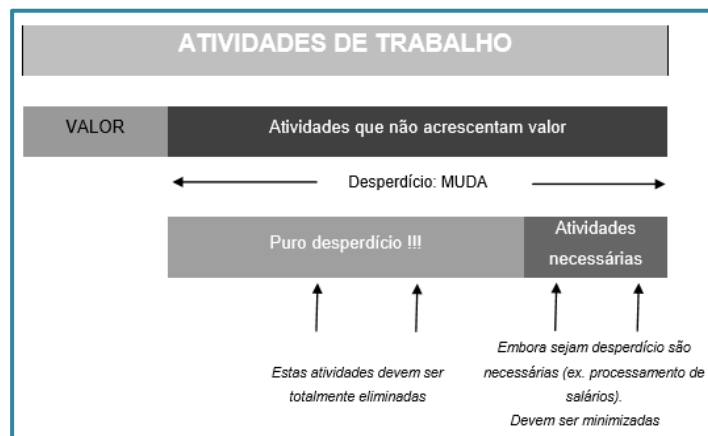 ATIVIDADES DE TRABALHO
VALOR
Atividades que não acrescentam valor
Desperdício: MUDA
Puro desperdício !!!
Atividades
necessárias
Estas atividades devem ser
totalmente eliminadas
Embora sejam desperdício são
necessárias (ex. processamento de
salários).
Devem ser minimizadas